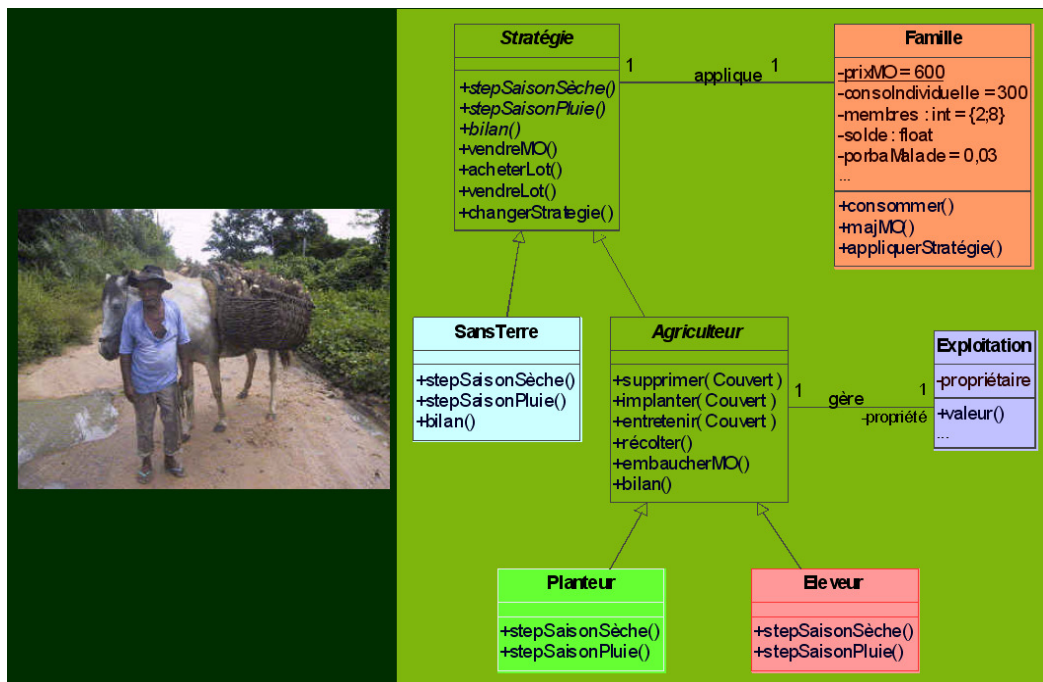 Stratégie
+stepSaisonSèche()
+stepSaisonPluie()
+bilan()
+vendreMO()
+acheterLot()
+vendreLot()
+changerStrategie()
1
applique
1
Famille
-prixMO = 600
-consoIndividuelle = 300
-membres : int = {2;8}
-solde : float
-porbaMalade = 0,03
...
+consommer()
+majMO()
+appliquerStratégie()
SansTerre
+stepSaisonSèche()
+stepSaisonPluie()
+bilan()
Agriculteur
+supprimer( Couvert )
+implanter( Couvert )
+entretenir( Couvert )
+récolter()
+embaucherMO()
+bilan()
1
gère
1
-propriété
Exploitation
-propriétaire
+valeur()
...
Planteur
+stepSaisonSèche()
+stepSaisonPluie()
Eleveur
+stepSaisonSèche()
+stepSaisonPluie()